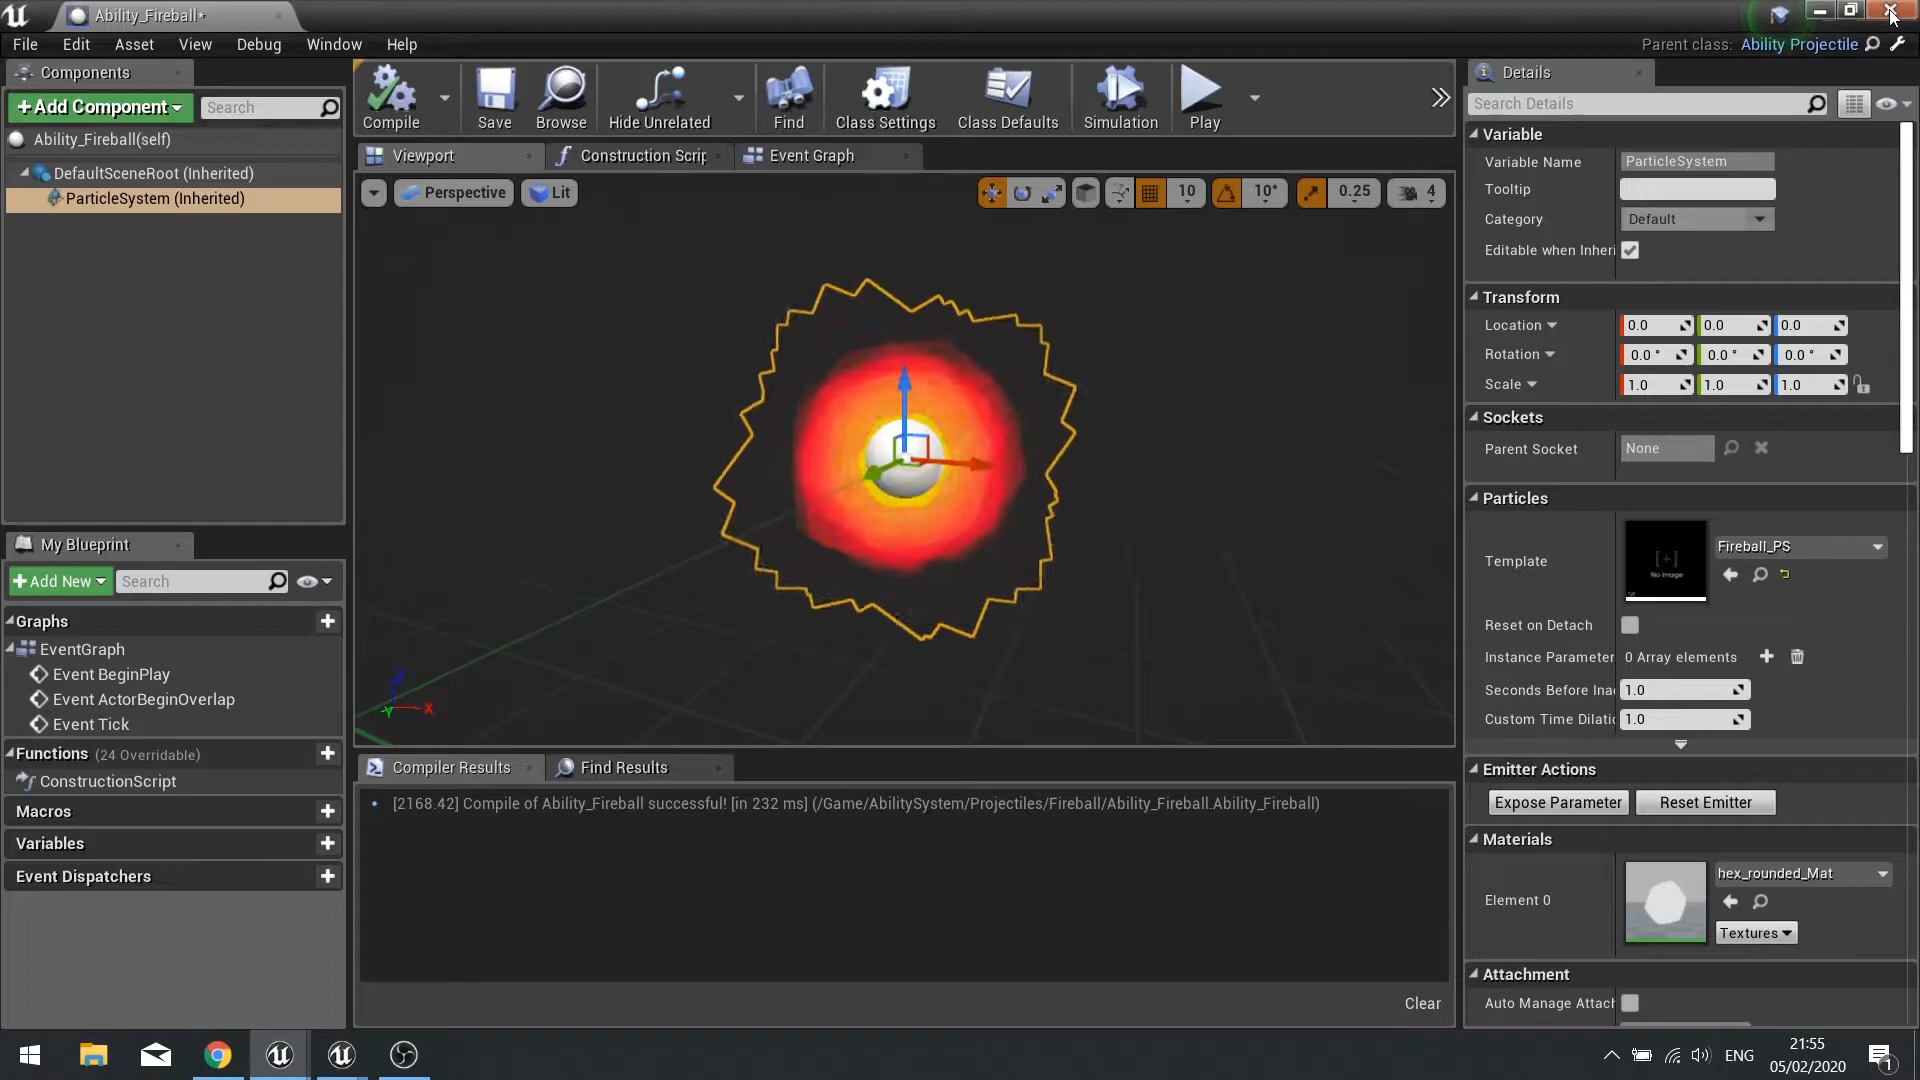 Ability_Fireball*
File Edit Asset View Debug Window Help
Parent class: Ability Projectile
Components
+Add Component
Search
Ability_Fireball(self)
DefaultSceneRoot (Inherited)
ParticleSystem (Inherited)
Compile
Save
Browse
Hide Unrelated
Find
Class Settings
Class Defaults
Simulation
Play
Viewport
Construction Scrip
Event Graph
Perspective
Lit
10
10°
0.25
4
Z
X
Y
My Blueprint
+Add New
Search
Graphs
EventGraph
Event BeginPlay
Event ActorBeginOverlap
Event Tick
Functions (24 Overridable)
ConstructionScript
Macros
Variables
Event Dispatchers
Compiler Results
Find Results
[2168.42] Compile of Ability_Fireball successful! [in 232 ms] (/Game/AbilitySystem/Projectiles/Fireball/Ability_Fireball.Ability_Fireball)
Clear
Details
Search Details
Variable
Variable Name ParticleSystem
Tooltip
Category Default
Editable when Inheri
Transform
Location 0.0 0.0 0.0
Rotation 0.0 ° 0.0 ° 0.0 °
Scale 1.0 1.0 1.0
Sockets
Parent Socket None
Particles
Template
No Image
Fireball_PS
Reset on Detach
Instance Parameter 0 Array elements
Seconds Before Ina 1.0
Custom Time Dilatic 1.0
Emitter Actions
Expose Parameter Reset Emitter
Materials
Element 0
hex_rounded_Mat
Textures
Attachment
Auto Manage Attach
ENG
21:55
05/02/2020
1